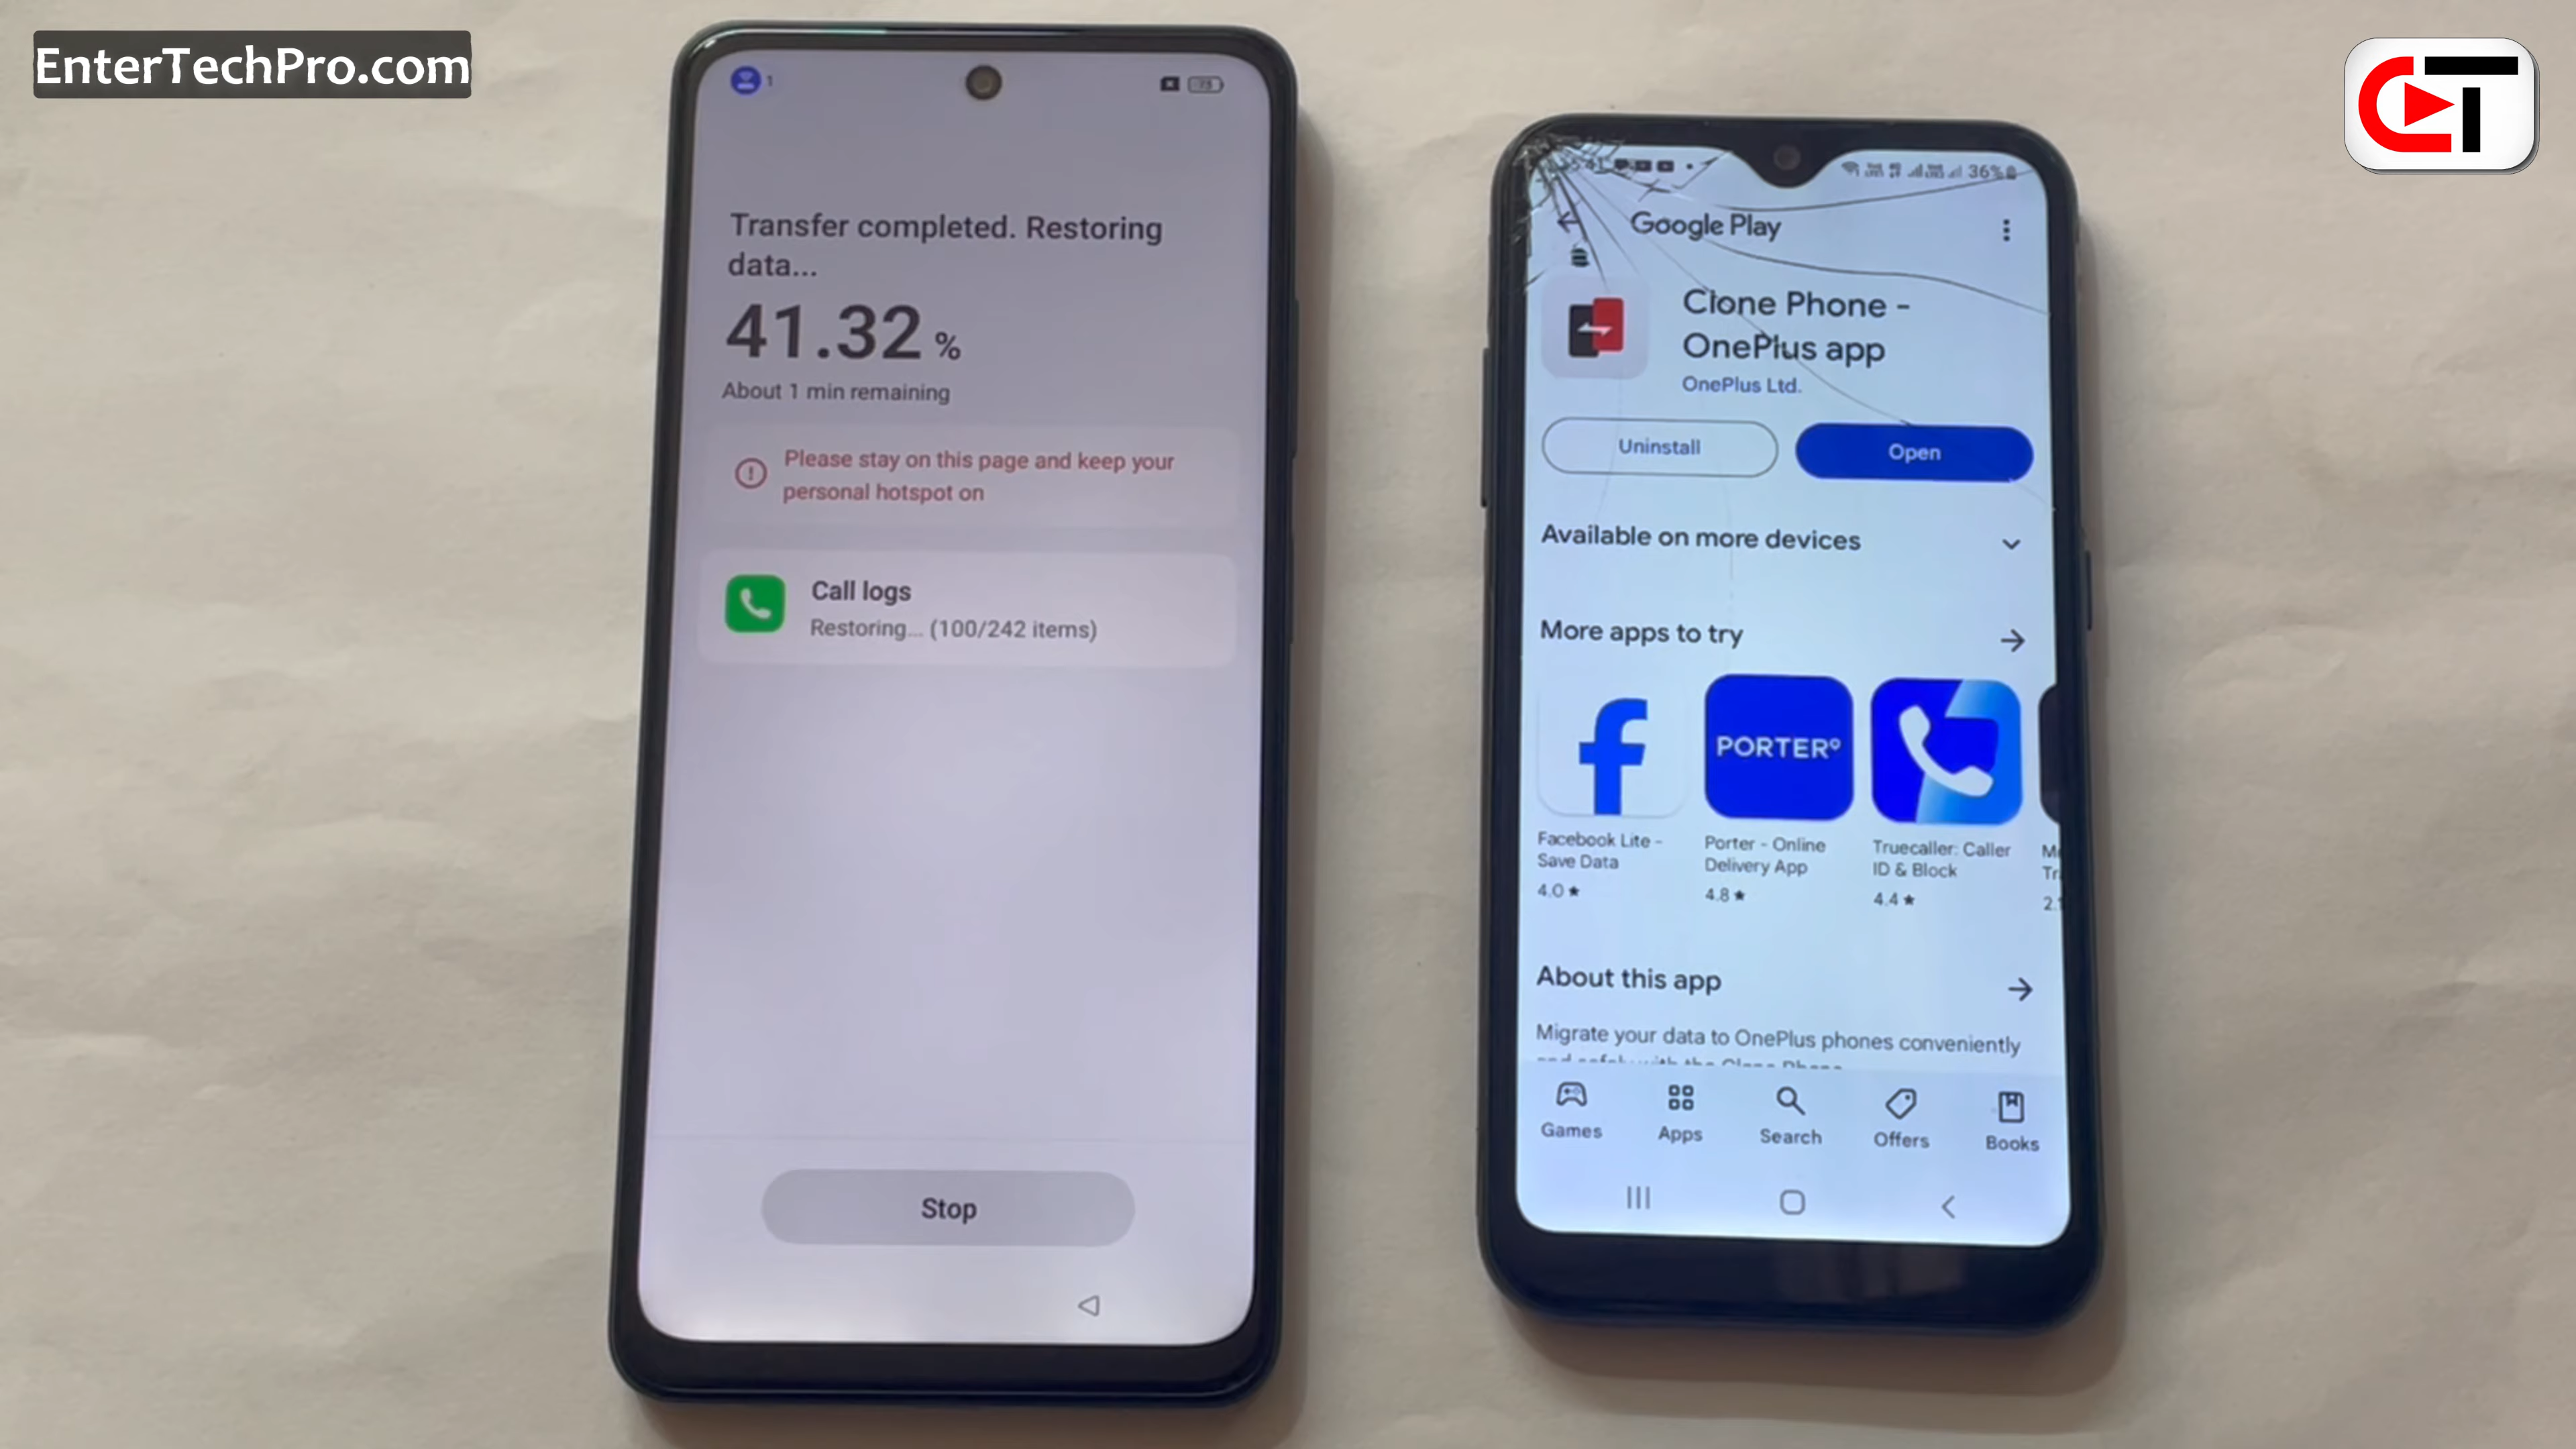 EnterTechPro.com
1
73
Transfer completed. Restoring
data...
41.32 %
About 1 min remaining
Please stay on this page and keep your
personal hotspot on
Call logs
Restoring... (100/242 items)
Stop
36%
Google Play
Clone Phone -
OnePlus app
OnePlus Ltd.
Uninstall
Open
Available on more devices
More apps to try
PORTER
Facebook Lite -
Save Data
4.0 ★
Porter - Online
Delivery App
4.8 ★
Truecaller: Caller
ID & Block
4.4 ★
About this app
Migrate your data to OnePlus phones conveniently
Games
Apps
Search
Offers
Books